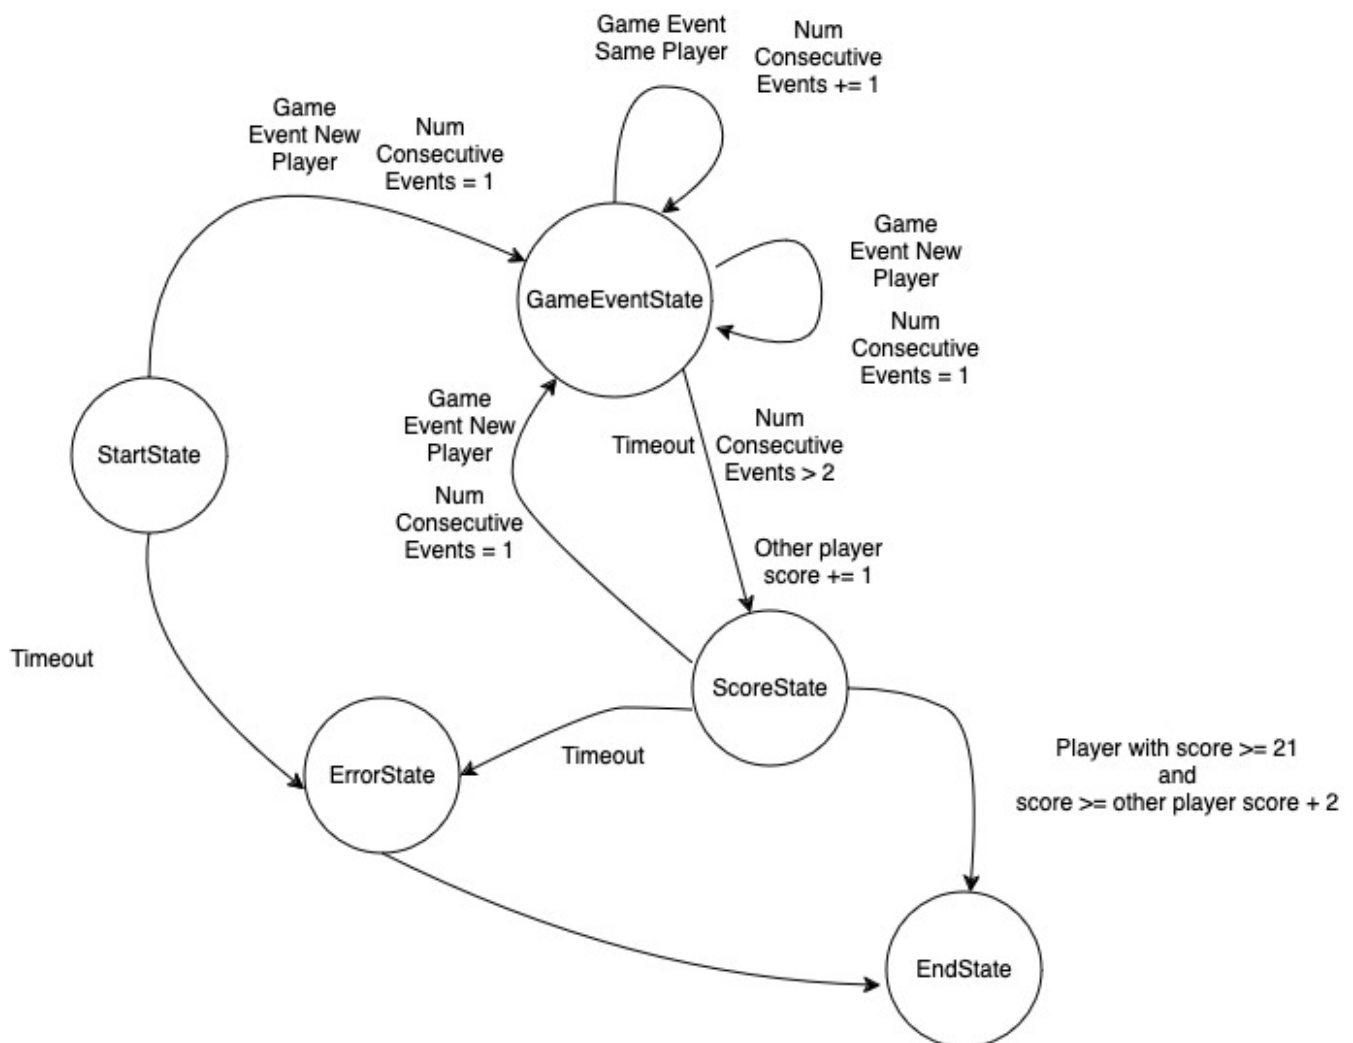 Game Event
Same Player
Num
Consecutive
Events += 1
Game
Event New
Player
Num
Consecutive
Events = 1
Game
Event New
Player
Num
Consecutive
Events = 1
GameEventState
StartState
Game
Event New
Player
Num
Consecutive
Events = 1
Timeout
Num
Consecutive
Events > 2
Other player
score += 1
Timeout
ScoreState
ErrorState
Timeout
Player with score >= 21
and
score >= other player score + 2
EndState